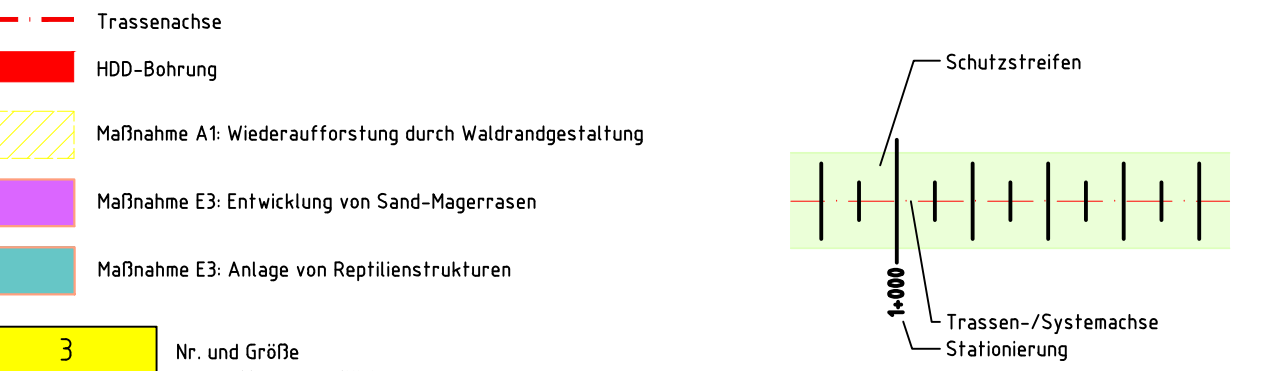 Trassenachse
HDD-Bohrung
Maßnahme A1: Wiederaufforstung durch Waldrandgestaltung
Maßnahme E3: Entwicklung von Sand-Magerrasen
Maßnahme E3: Anlage von Reptilienstrukturen
3
Nr. und Größe
Schutzstreifen
1+000
Trassen-/Systemachse
Stationierung